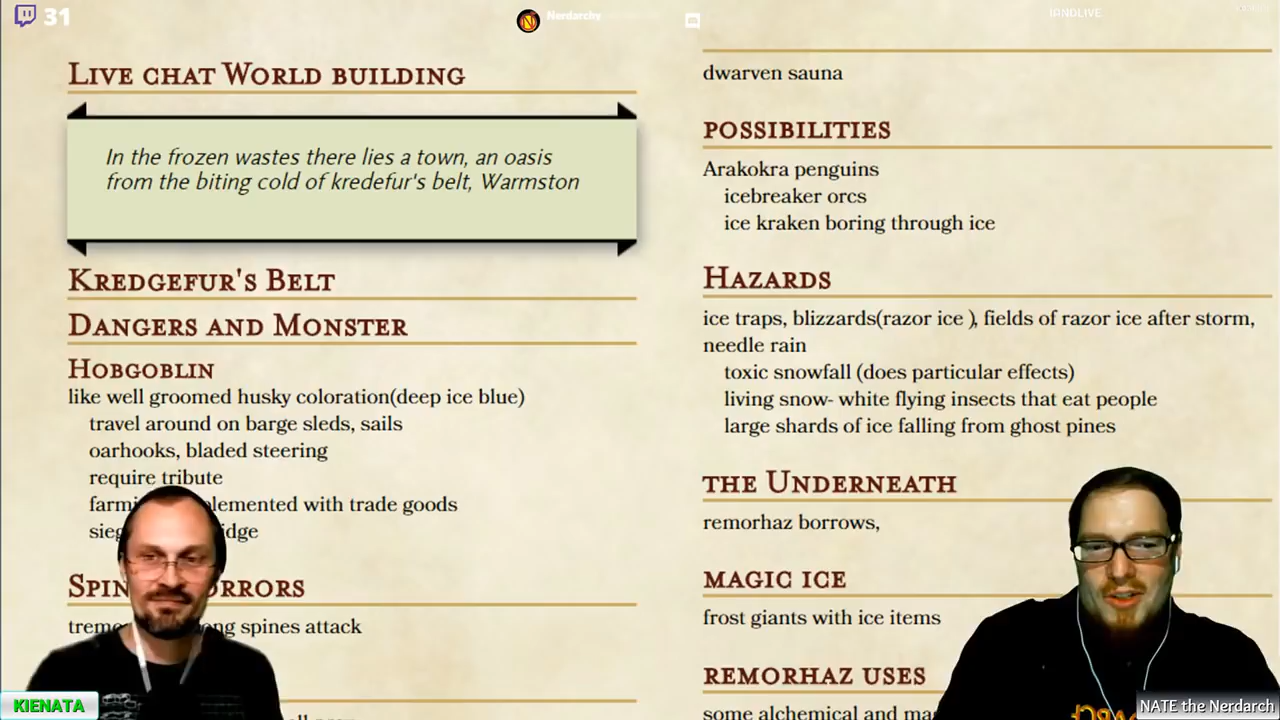 31
Nerdarchy
IANDLIVE
LIVE CHAT WORLD BUILDING
In the frozen wastes there lies a town, an oasis
from the biting cold of kredefur's belt, Warmston
KREDGEFUR'S BELT
DANGERS AND MONSTER
HOBGOBLIN
like well groomed husky coloration(deep ice blue)
travel around on barge sleds, sails
oarhooks, bladed steering
require tribute
with trade goods
attack
dwarven sauna
POSSIBILITIES
Arakokra penguins
icebreaker orcs
ice kraken boring through ice
HAZARDS
ice traps, blizzards(razor ice ), fields of razor ice after storm,
needle rain
toxic snowfall (does particular effects)
living snow- white flying insects that eat people
large shards of ice falling from ghost pines
THE UNDERNEATH
remorhaz borrows,
MAGIC ICE
frost giants with ice items
REMORHAZ USES
some alchemical and
KIENATA
NATE the Nerdarch